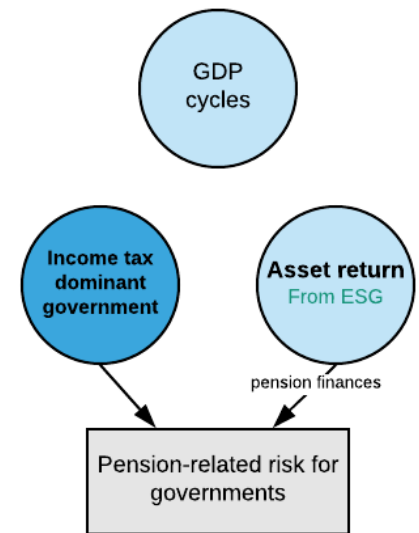 GDP
cycles
Income tax
dominant
government
Asset return
From ESG
pension finances
Pension-related risk for
governments